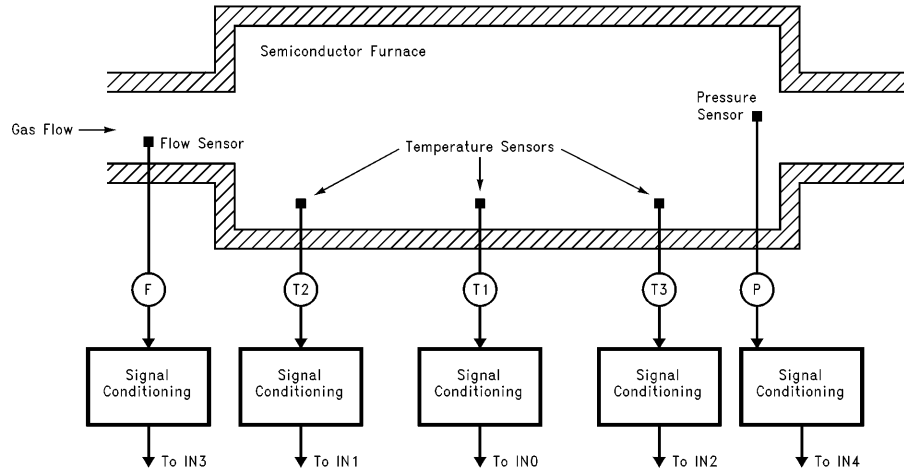 Semiconductor Furnace
Pressure
Sensor
Gas Flow
Flow Sensor
Temperature Sensors
F
T2
T1
T3
P
Signal
Conditioning
Signal
Conditioning
Signal
Conditioning
Signal
Conditioning
Signal
Conditioning
To IN3
To IN1
To IN0
To IN2
To IN4